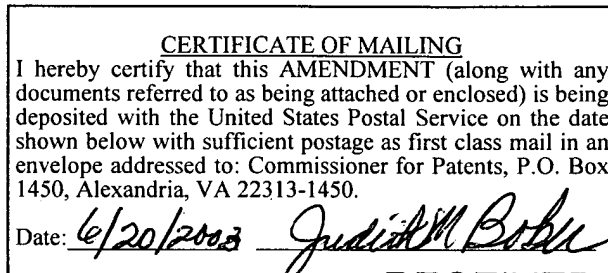 CERTIFICATE OF MAILING
I hereby certify that this AMENDMENT (along with any
documents referred to as being attached or enclosed) is being
deposited with the United States Postal Service on the date
shown below with sufficient postage as first class mail in an
envelope addressed to: Commissioner for Patents, P.O. Box
1450, Alexandria, VA 22313-1450.
Date: 6/20/2003 Judith M